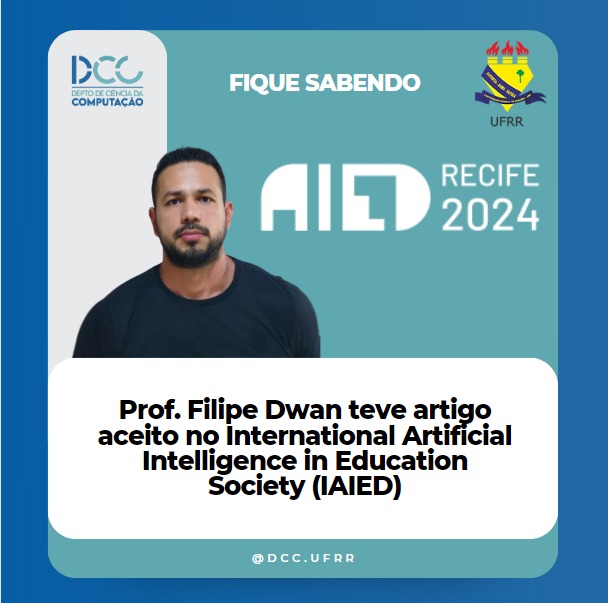 DCC
DEPTO DE CIÊNCIA DA
COMPUTAÇÃO
FIQUE SABENDO
UFRR
AIED
RECIFE
2024
Prof. Filipe Dwan teve artigo
aceito no International Artificial
Intelligence in Education
Society (IAIED)
@DCC.UFRR